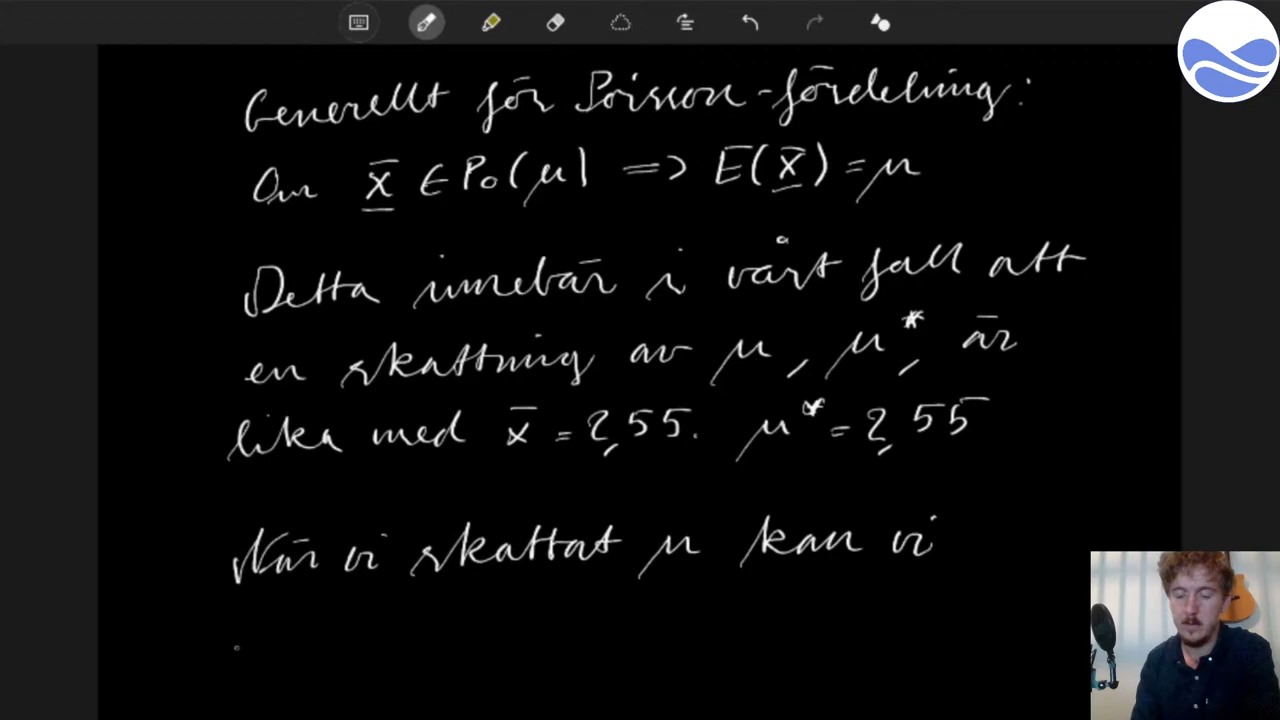 Generellt för Poisson-fördelning:
Om X ∈ Po(μ) => E(X) = μ
Detta innebär i vårt fall att
en skattning av μ, μ*, är
lika med x̄ = 2,55. μ* = 2,55
När vi skattat μ kan vi